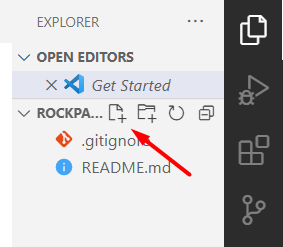 EXPLORER
OPEN EDITORS
Get Started
ROCKPA...
.gitignore
README.md